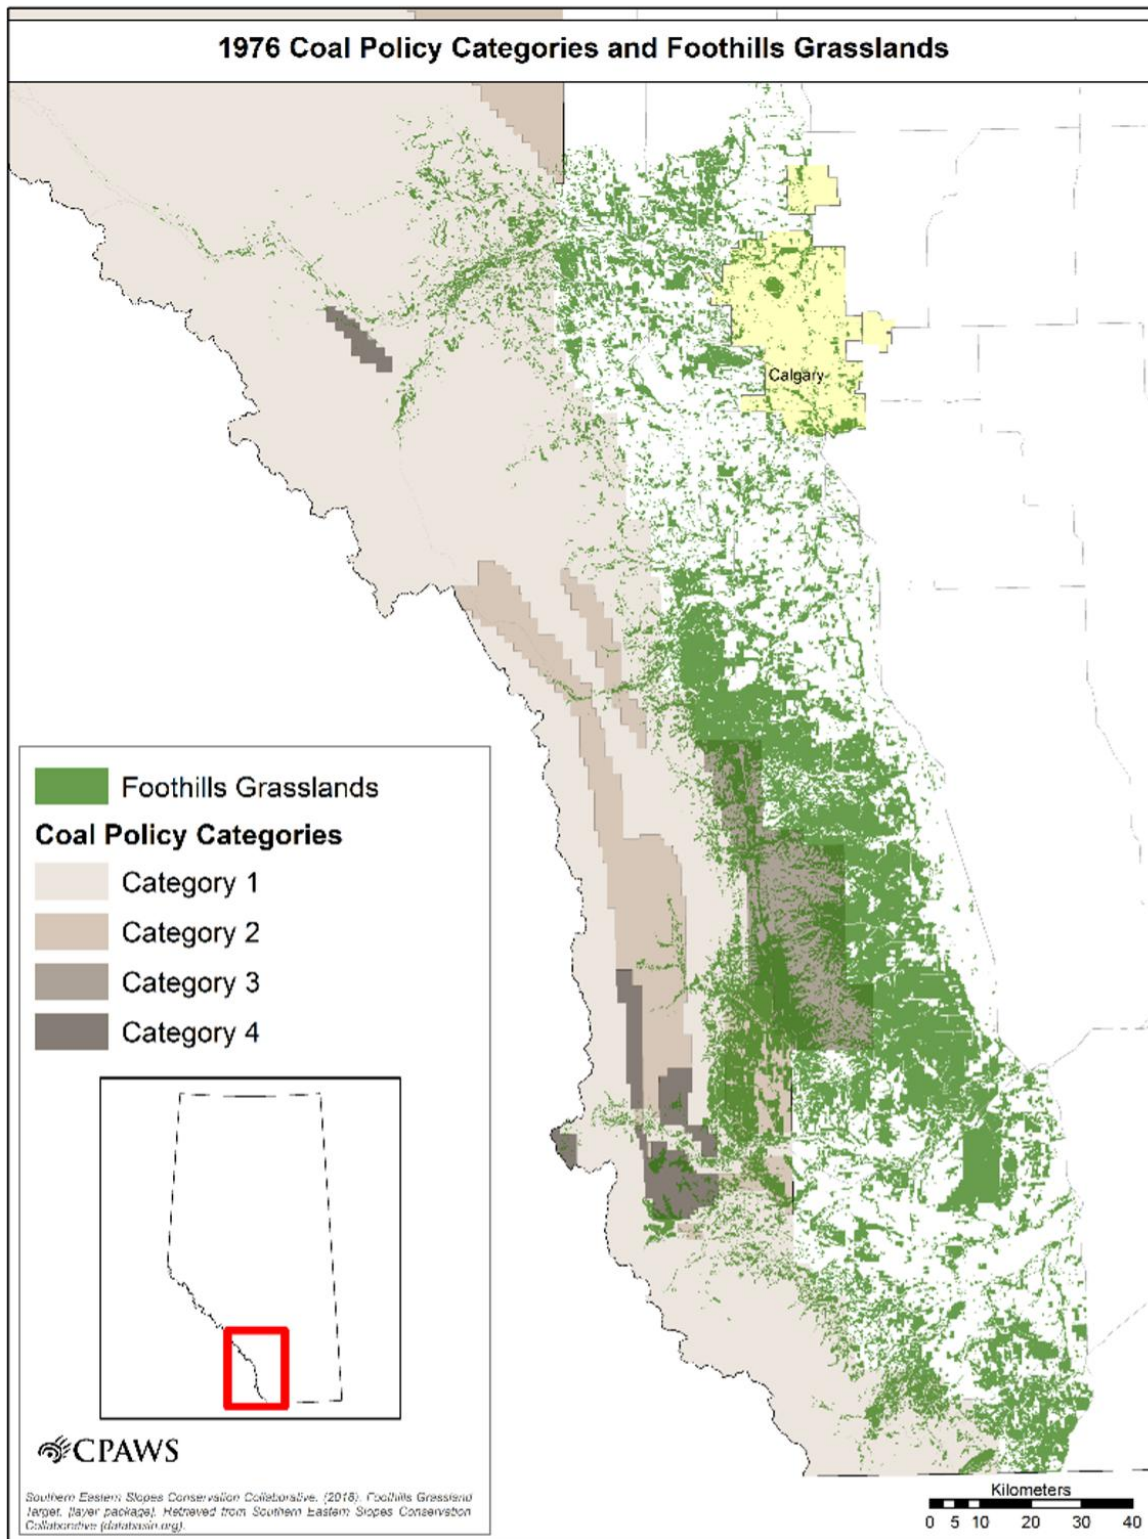 1976 Coal Policy Categories and Foothills Grasslands
Calgary
Foothills Grasslands
Coal Policy Categories
Category 1
Category 2
Category 3
Category 4
CPAWS
Southern Eastern Slopes Conservation Collaborative. (2018). Foothills Grassland
Target. [layer package]. Retrieved from Southern Eastern Slopes Conservation
Collaborative (databasin.org).
Kilometers
0 5 10 20 30 40